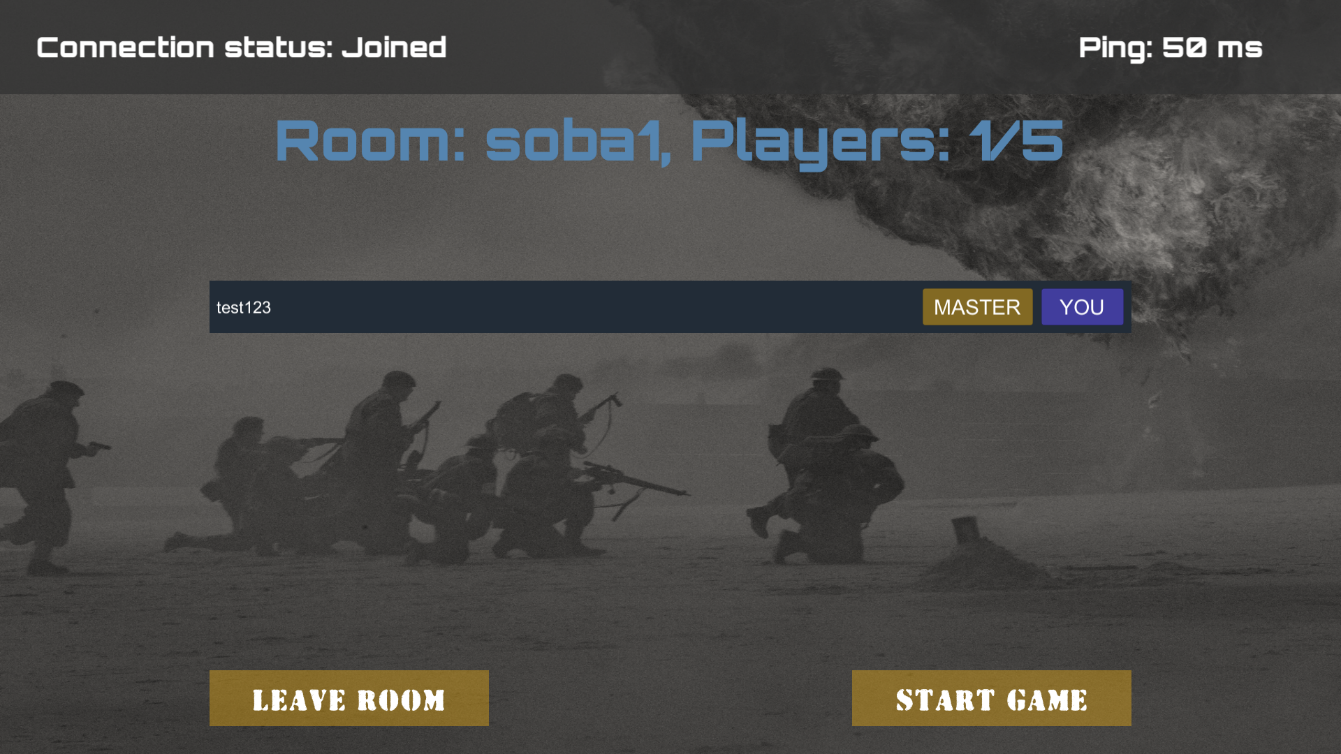 Connection status: Joined
Ping: 50 ms
Room: soba1, Players: 1/5
test123
MASTER
YOU
LEAVE ROOM
START GAME